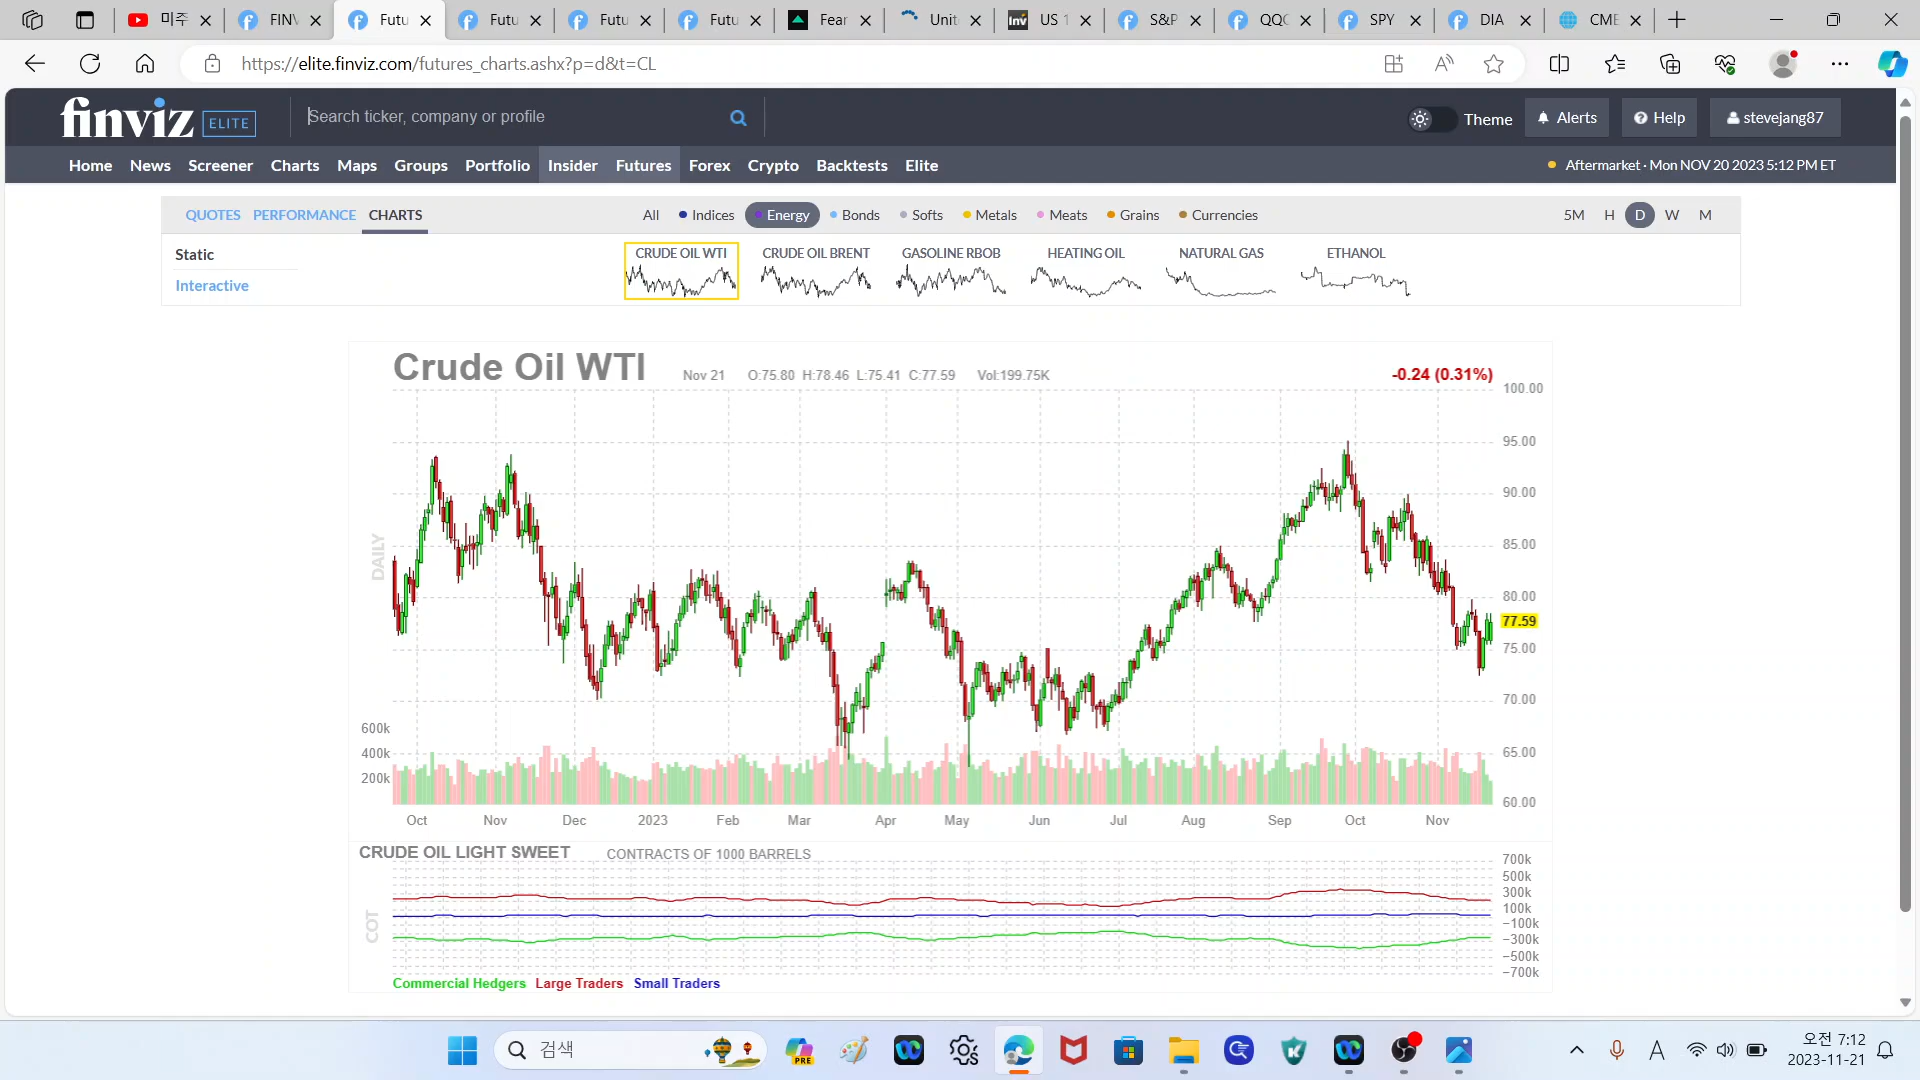 미주
FINV
Futu
Futu
Futu
Futu
Fear
Unit
US 1
S&P
QQQ
SPY
DIA
CME
https://elite.finviz.com/futures_charts.ashx?p=d&t=CL
finviz ELITE
Search ticker, company or profile
Theme
Alerts
Help
stevejang87
Home News Screener Charts Maps Groups Portfolio Insider Futures Forex Crypto Backtests Elite
Aftermarket · Mon NOV 20 2023 5:12 PM ET
QUOTES PERFORMANCE CHARTS
All Indices Energy Bonds Softs Metals Meats Grains Currencies
5M H D W M
Static
Interactive
CRUDE OIL WTI
CRUDE OIL BRENT
GASOLINE RBOB
HEATING OIL
NATURAL GAS
ETHANOL
Crude Oil WTI
Nov 21 O:75.80 H:78.46 L:75.41 C:77.59 Vol:199.75K
-0.24 (0.31%)
100.00
95.00
90.00
85.00
80.00
77.59
75.00
70.00
65.00
60.00
DAILY
600k
400k
200k
Oct Nov Dec 2023 Feb Mar Apr May Jun Jul Aug Sep Oct Nov
CRUDE OIL LIGHT SWEET CONTRACTS OF 1000 BARRELS
700k
500k
300k
100k
−100k
−300k
−500k
−700k
COT
Commercial Hedgers Large Traders Small Traders
검색
PRE
A
오전 7:12
2023-11-21